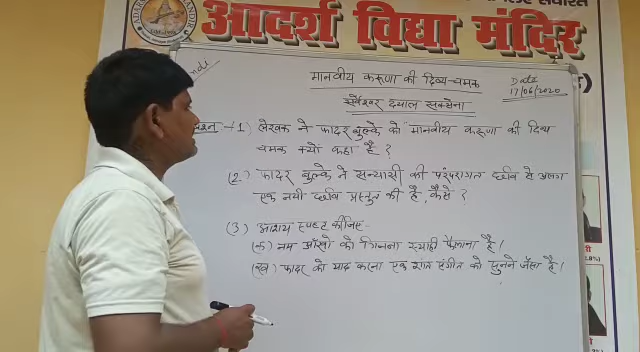 आदर्श विद्या मंदिर
मानवीय करुणा की दिव्य-चमक
Date
17/06/2020
सर्वेश्वर दयाल सक्सेना
प्रश्न -(1) लेखक ने फादर बुल्के को "मानवीय करुणा की दिव्य
चमक क्यों कहा है?
(2.) फादर बुल्के ने सन्यासी की परंपरागत छवि से अलग
एक नयी छवि प्रस्तुत की है, कैसे?
(3) आशय स्पष्ट कीजिए-
(क) नम आँखों को गिनना स्याही फैलाना है।
(ख) फादर को याद करना एक शांत संगीत को सुनने जैसा है।